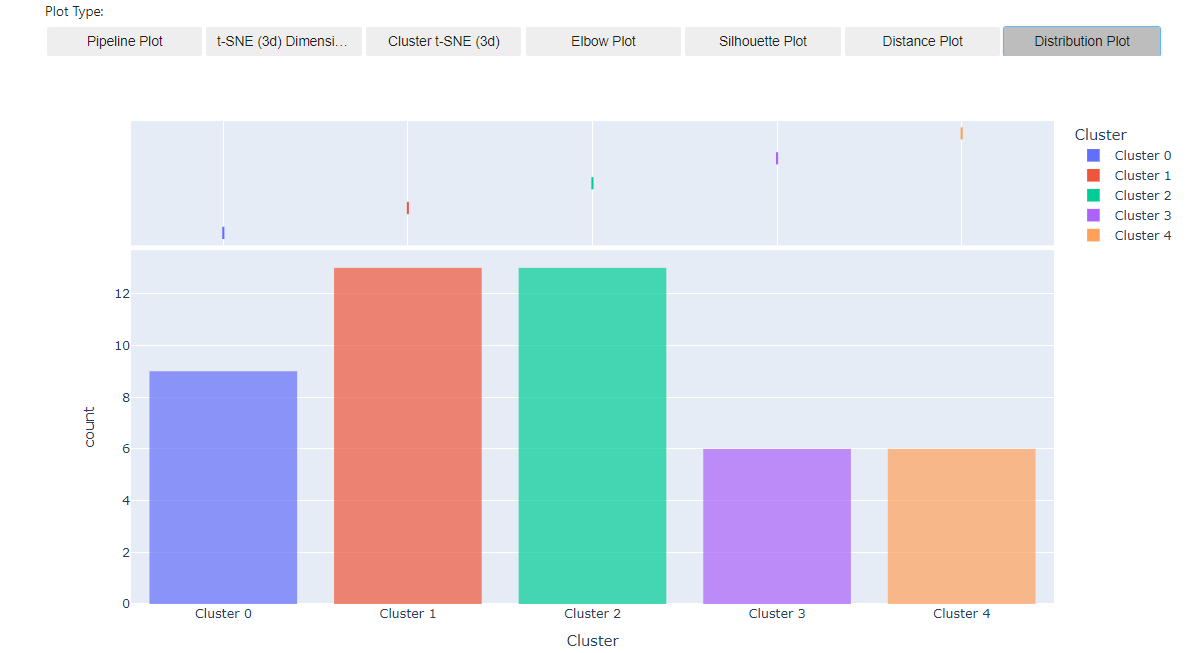 Plot Type:
Pipeline Plot t-SNE (3d) Dimensi... Cluster t-SNE (3d) Elbow Plot Silhouette Plot Distance Plot Distribution Plot
Cluster
Cluster 0
Cluster 1
Cluster 2
Cluster 3
Cluster 4
12
10
8
6
4
2
0
count
Cluster 0 Cluster 1 Cluster 2 Cluster 3 Cluster 4
Cluster